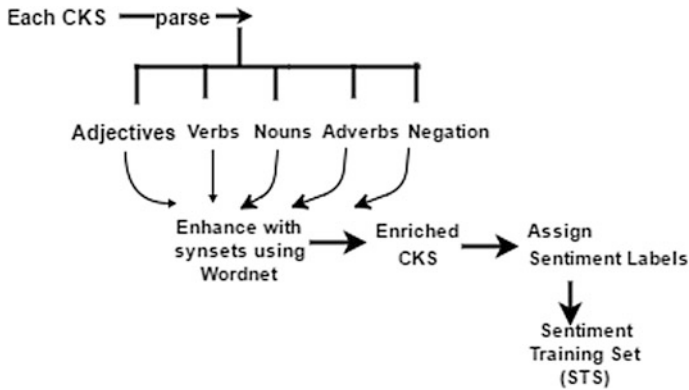 Each CKS parse
Adjectives Verbs Nouns Adverbs Negation
Enhance with
synsets using
Wordnet
Enriched
CKS
Assign
Sentiment Labels
Sentiment
Training Set
(STS)